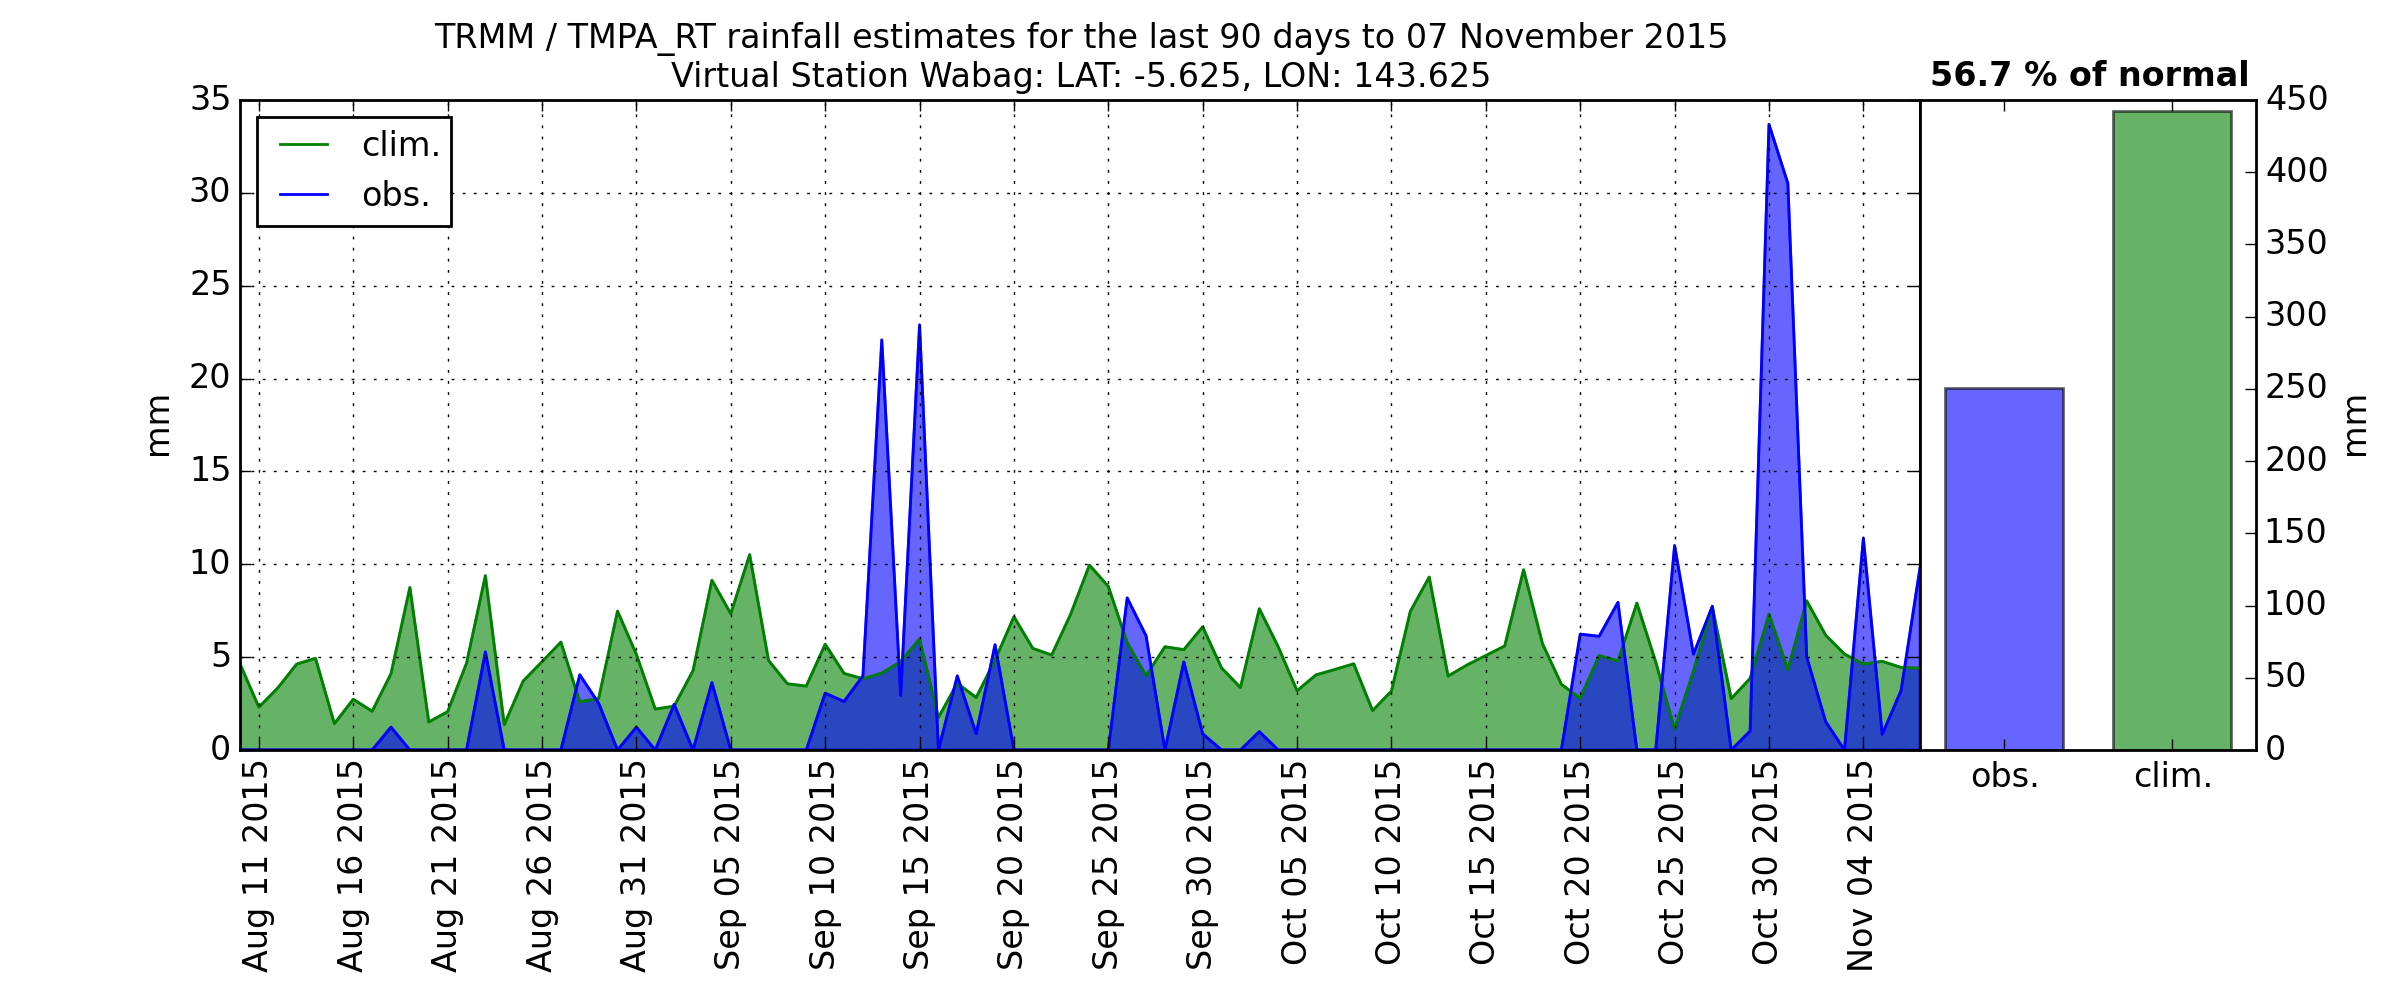 TRMM / TMPA_RT rainfall estimates for the last 90 days to 07 November 2015
Virtual Station Wabag: LAT: -5.625, LON: 143.625
56.7 % of normal
clim.
obs.
mm
35
30
25
20
15
10
5
0
Aug 11 2015
Aug 16 2015
Aug 21 2015
Aug 26 2015
Aug 31 2015
Sep 05 2015
Sep 10 2015
Sep 15 2015
Sep 20 2015
Sep 25 2015
Sep 30 2015
Oct 05 2015
Oct 10 2015
Oct 15 2015
Oct 20 2015
Oct 25 2015
Oct 30 2015
Nov 04 2015
obs.
clim.
450
400
350
300
250
200
150
100
50
0
mm